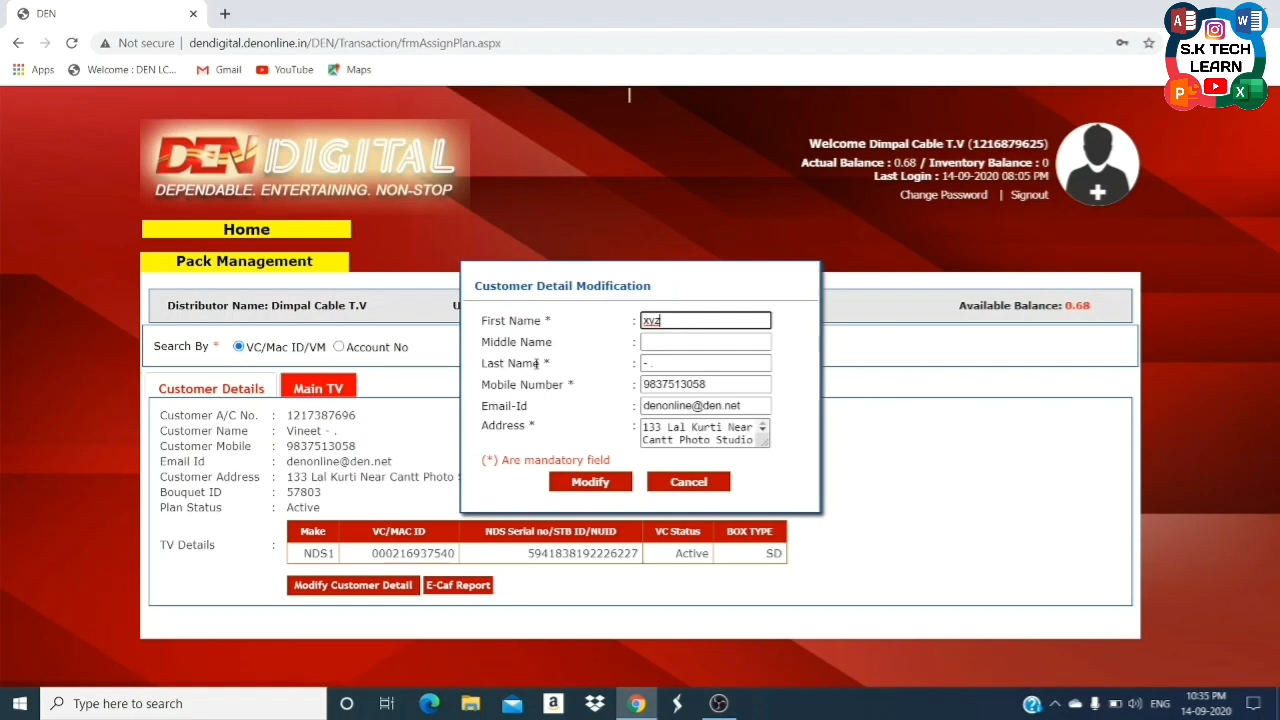 DEN
Not secure | dendigital.denonline.in/DEN/Transaction/frmAssignPlan.aspx
Apps Welcome : DEN LC... Gmail YouTube Maps
A W
S.K TECH
LEARN
P X
DEN DIGITAL
DEPENDABLE. ENTERTAINING. NON-STOP
Welcome Dimpal Cable T.V (1216879625)
Actual Balance : 0.68 / Inventory Balance : 0
Last Login : 14-09-2020 08:05 PM
Change Password | Signout
Home
Pack Management
Distributor Name: Dimpal Cable T.V U Available Balance: 0.68
Search By * VC/Mac ID/VM Account No
Customer Details Main TV
Customer A/C No. : 1217387696
Customer Name : Vineet - .
Customer Mobile : 9837513058
Email Id : denonline@den.net
Customer Address : 133 Lal Kurti Near Cantt Photo S
Bouquet ID : 57803
Plan Status : Active
TV Details :
Make VC/MAC ID NDS Serial no/STB ID/NUID VC Status BOX TYPE
NDS1 000216937540 5941838192226227 Active SD
Modify Customer Detail E-Caf Report
Customer Detail Modification
First Name * : xyz
Middle Name :
Last Name * : - .
Mobile Number * : 9837513058
Email-Id : denonline@den.net
Address * : 133 Lal Kurti Near
Cantt Photo Studio
(*) Are mandatory field
Modify Cancel
Type here to search
a
ENG
10:35 PM
14-09-2020